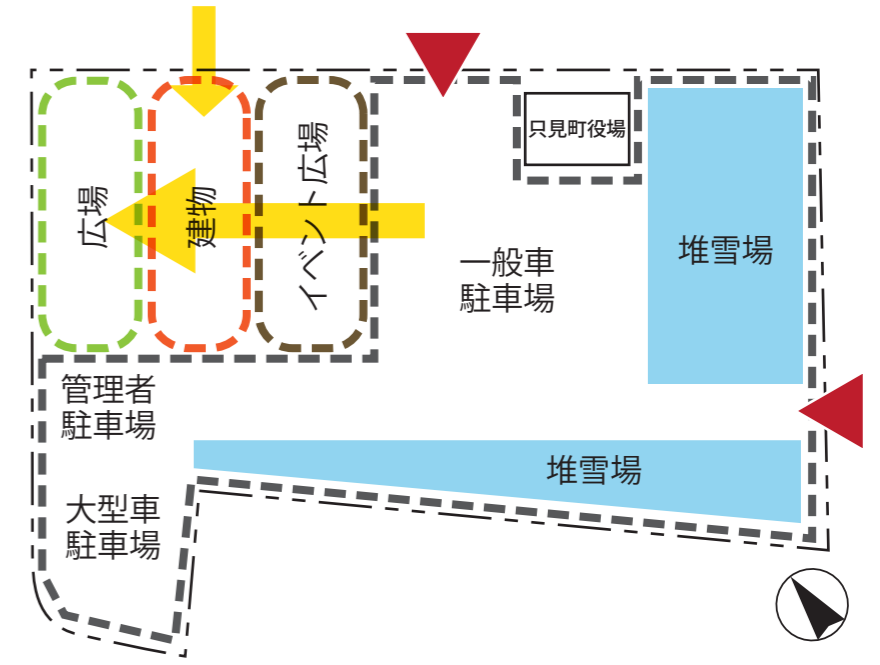 広場
建物
イベント広場
只見町役場
一般車
駐車場
堆雪場
管理者
駐車場
堆雪場
大型車
駐車場